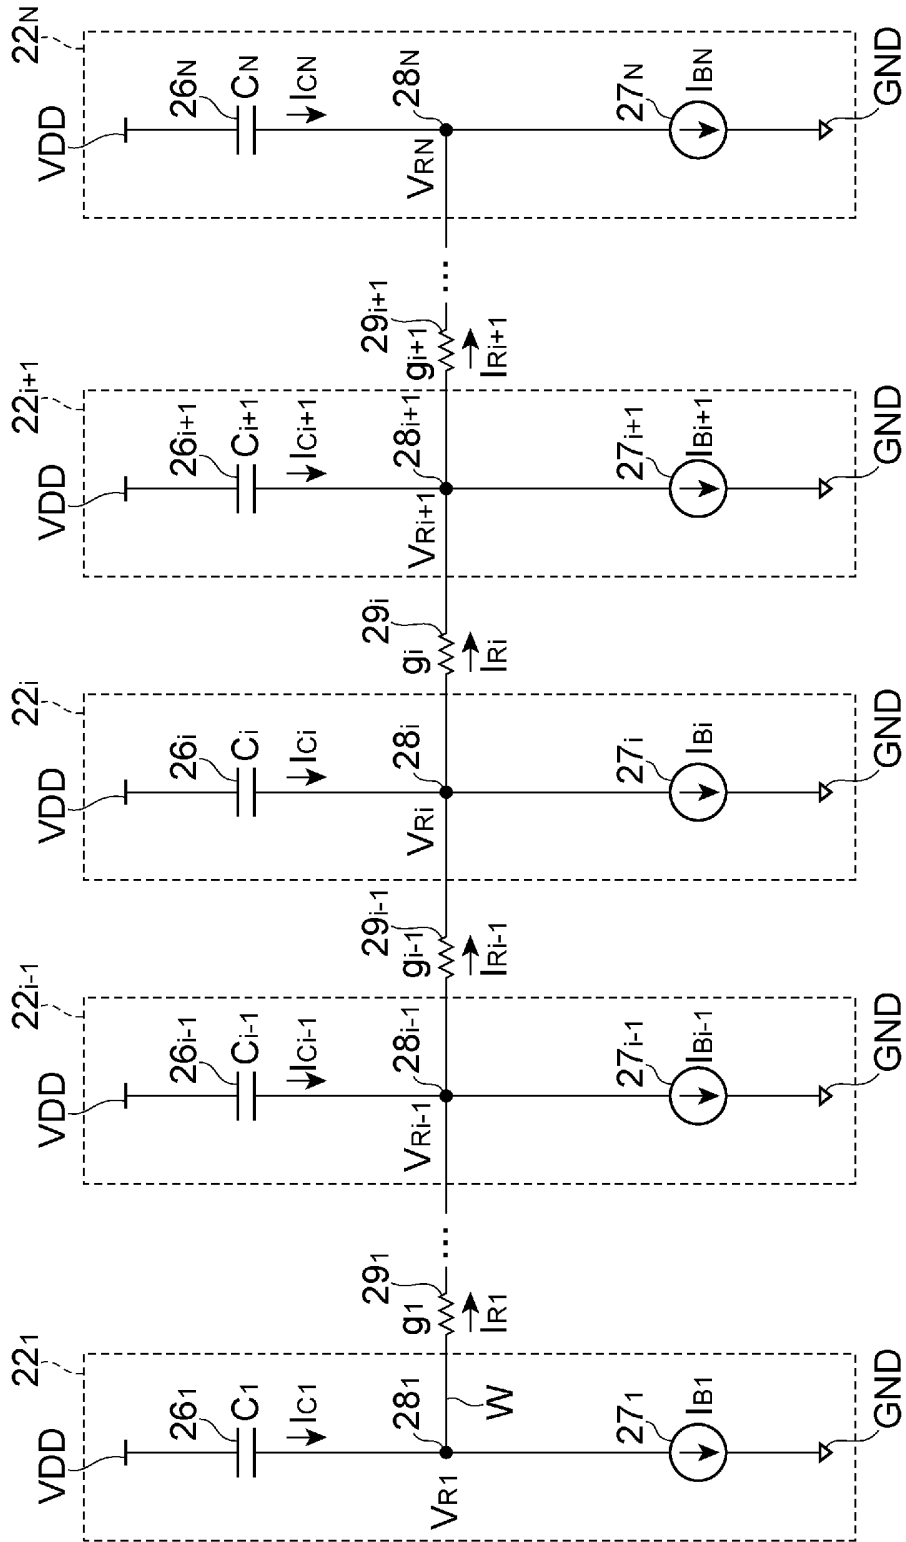 22N
VDD
26N
CN
ICN
28N
VRN
27N
IBN
GND
...
29i+1
gi+1
IRi+1
22i+1
VDD
26i+1
Ci+1
ICi+1
28i+1
VRi+1
27i+1
IBi+1
GND
29i
gi
IRi
22i
VDD
26i
Ci
ICi
28i
VRi
27i
IBi
GND
29i-1
gi-1
IRi-1
22i-1
VDD
26i-1
Ci-1
ICi-1
28i-1
VRi-1
27i-1
IBi-1
GND
...
291
g1
IR1
221
VDD
261
C1
IC1
281
W
VR1
271
IB1
GND